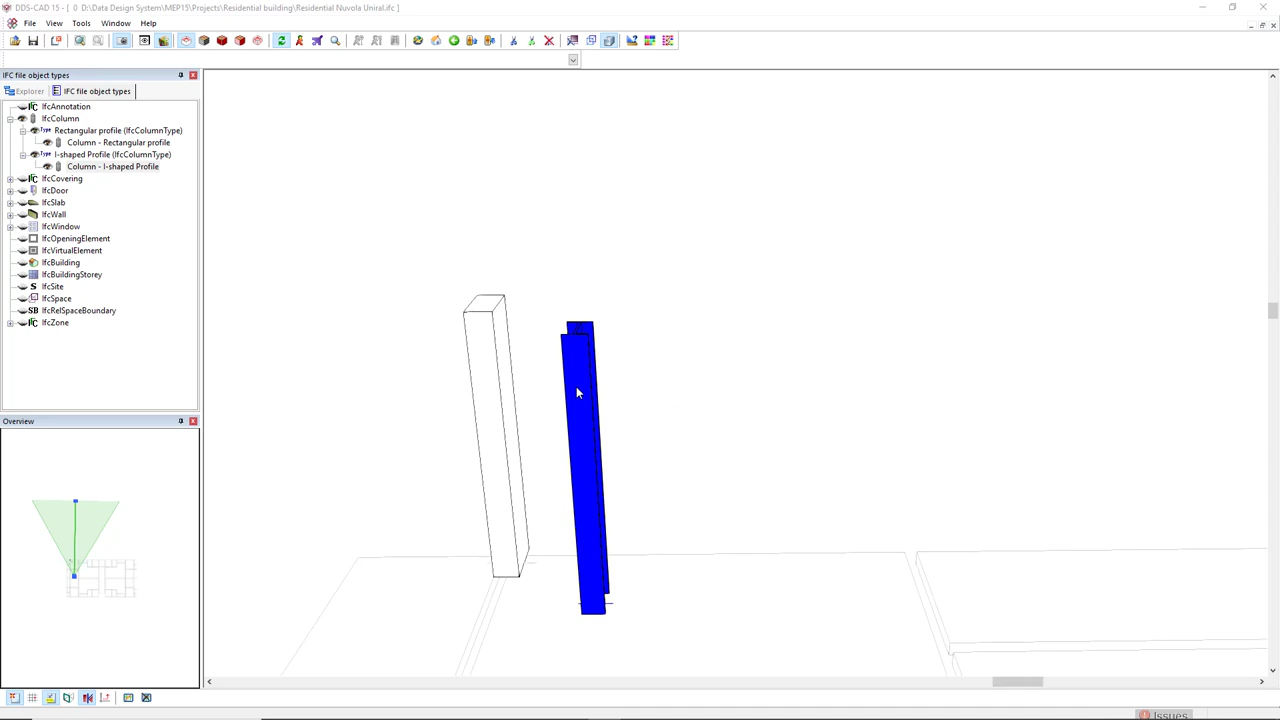 DDS-CAD 15 - [ 0 D:\Data Design System\MEP15\Projects\Residential building\Residential Nuvola Uniral.ifc ]
File View Tools Window Help
IFC file object types
Explorer IFC file object types
IfcAnnotation
IfcColumn
Rectangular profile (IfcColumnType)
Column - Rectangular profile
I-shaped Profile (IfcColumnType)
Column - I-shaped Profile
IfcCovering
IfcDoor
IfcSlab
IfcWall
IfcWindow
IfcOpeningElement
IfcVirtualElement
IfcBuilding
IfcBuildingStorey
IfcSite
IfcSpace
IfcRelSpaceBoundary
IfcZone
Overview
Issues